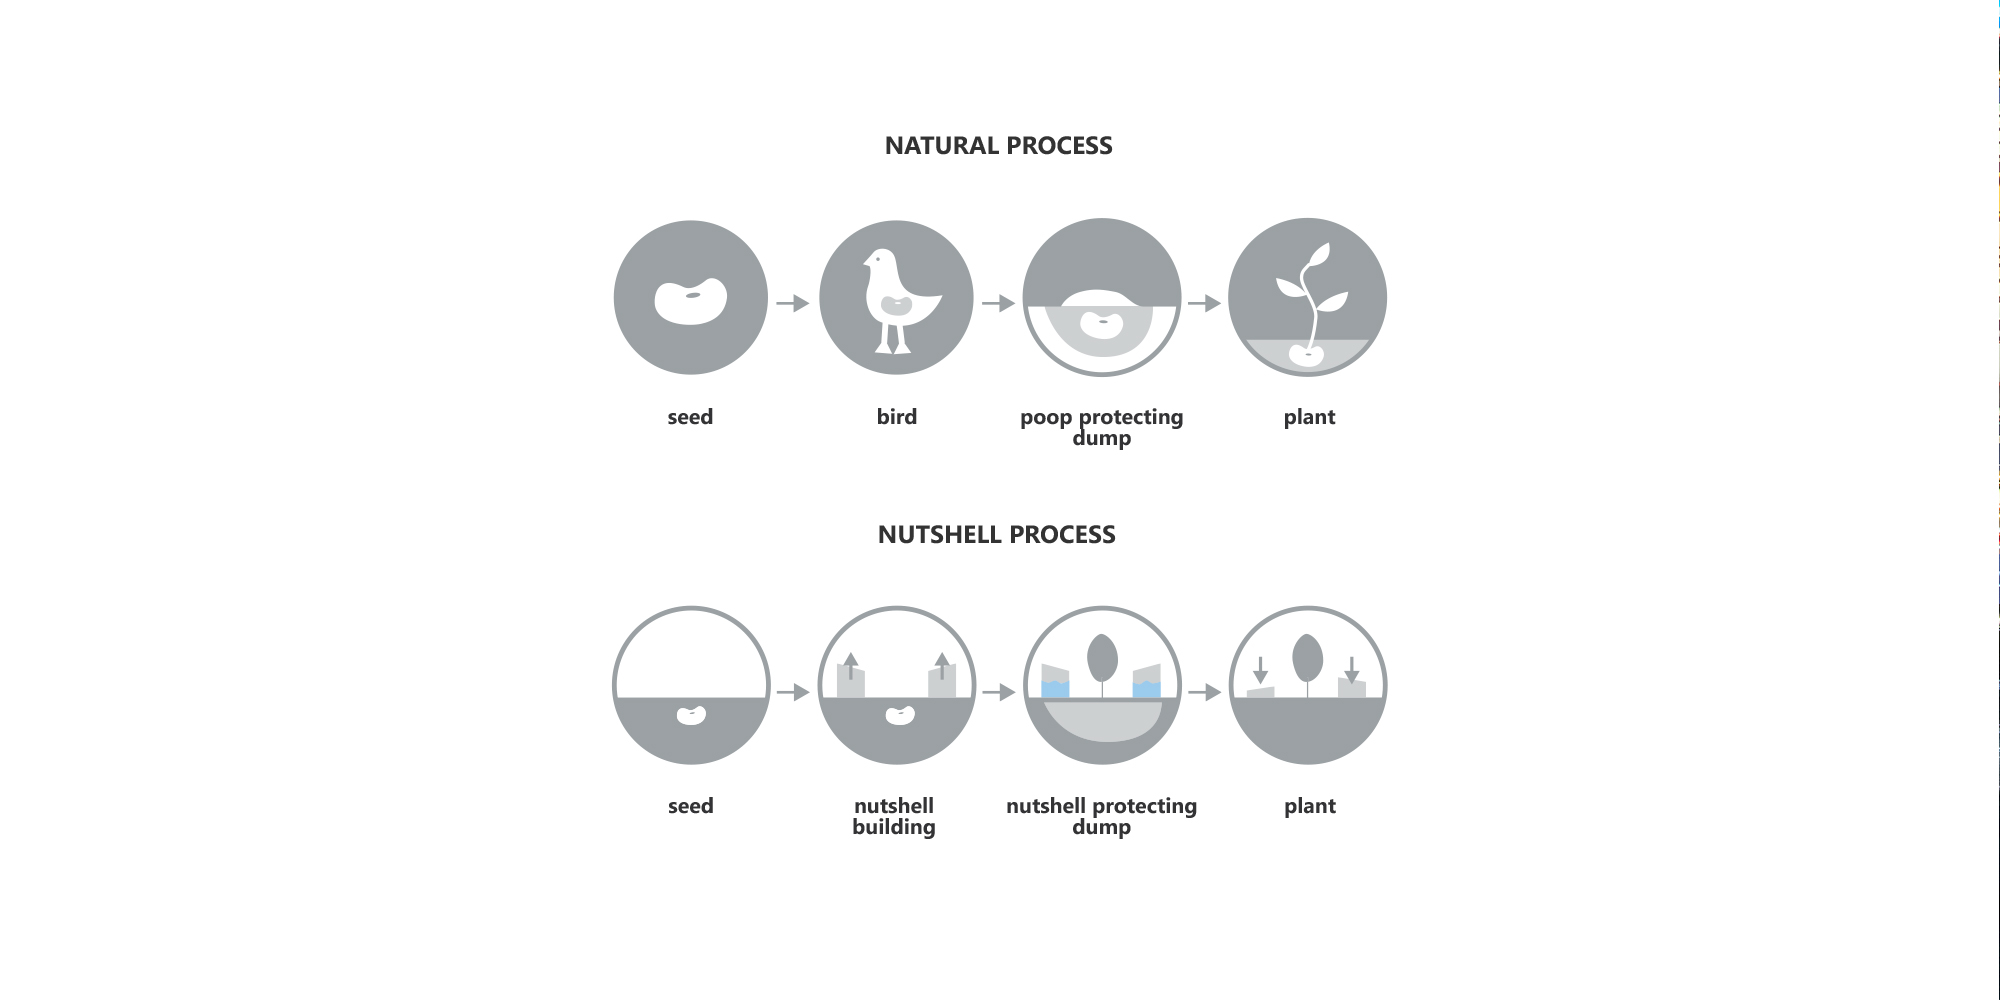 NATURAL PROCESS
seed
bird
poop protecting
dump
plant
NUTSHELL PROCESS
seed
nutshell
building
nutshell protecting
dump
plant